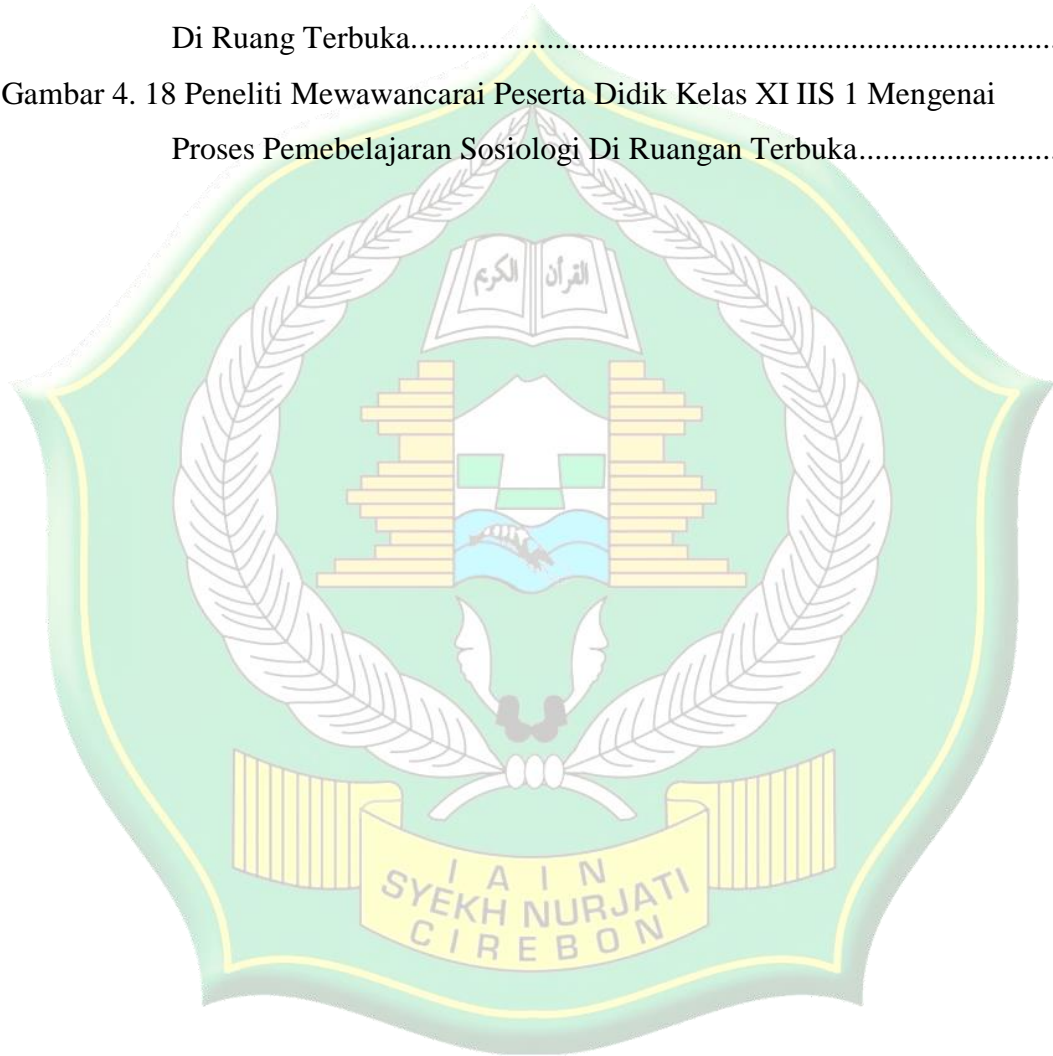 Di Ruang Terbuka................................................................................
Gambar 4. 18 Peneliti Mewawancarai Peserta Didik Kelas XI IIS 1 Mengenai
Proses Pemebelajaran Sosiologi Di Ruangan Terbuka........................
القرآن الكريم
I A I N
SYEKH NURJATI
C I R E B O N